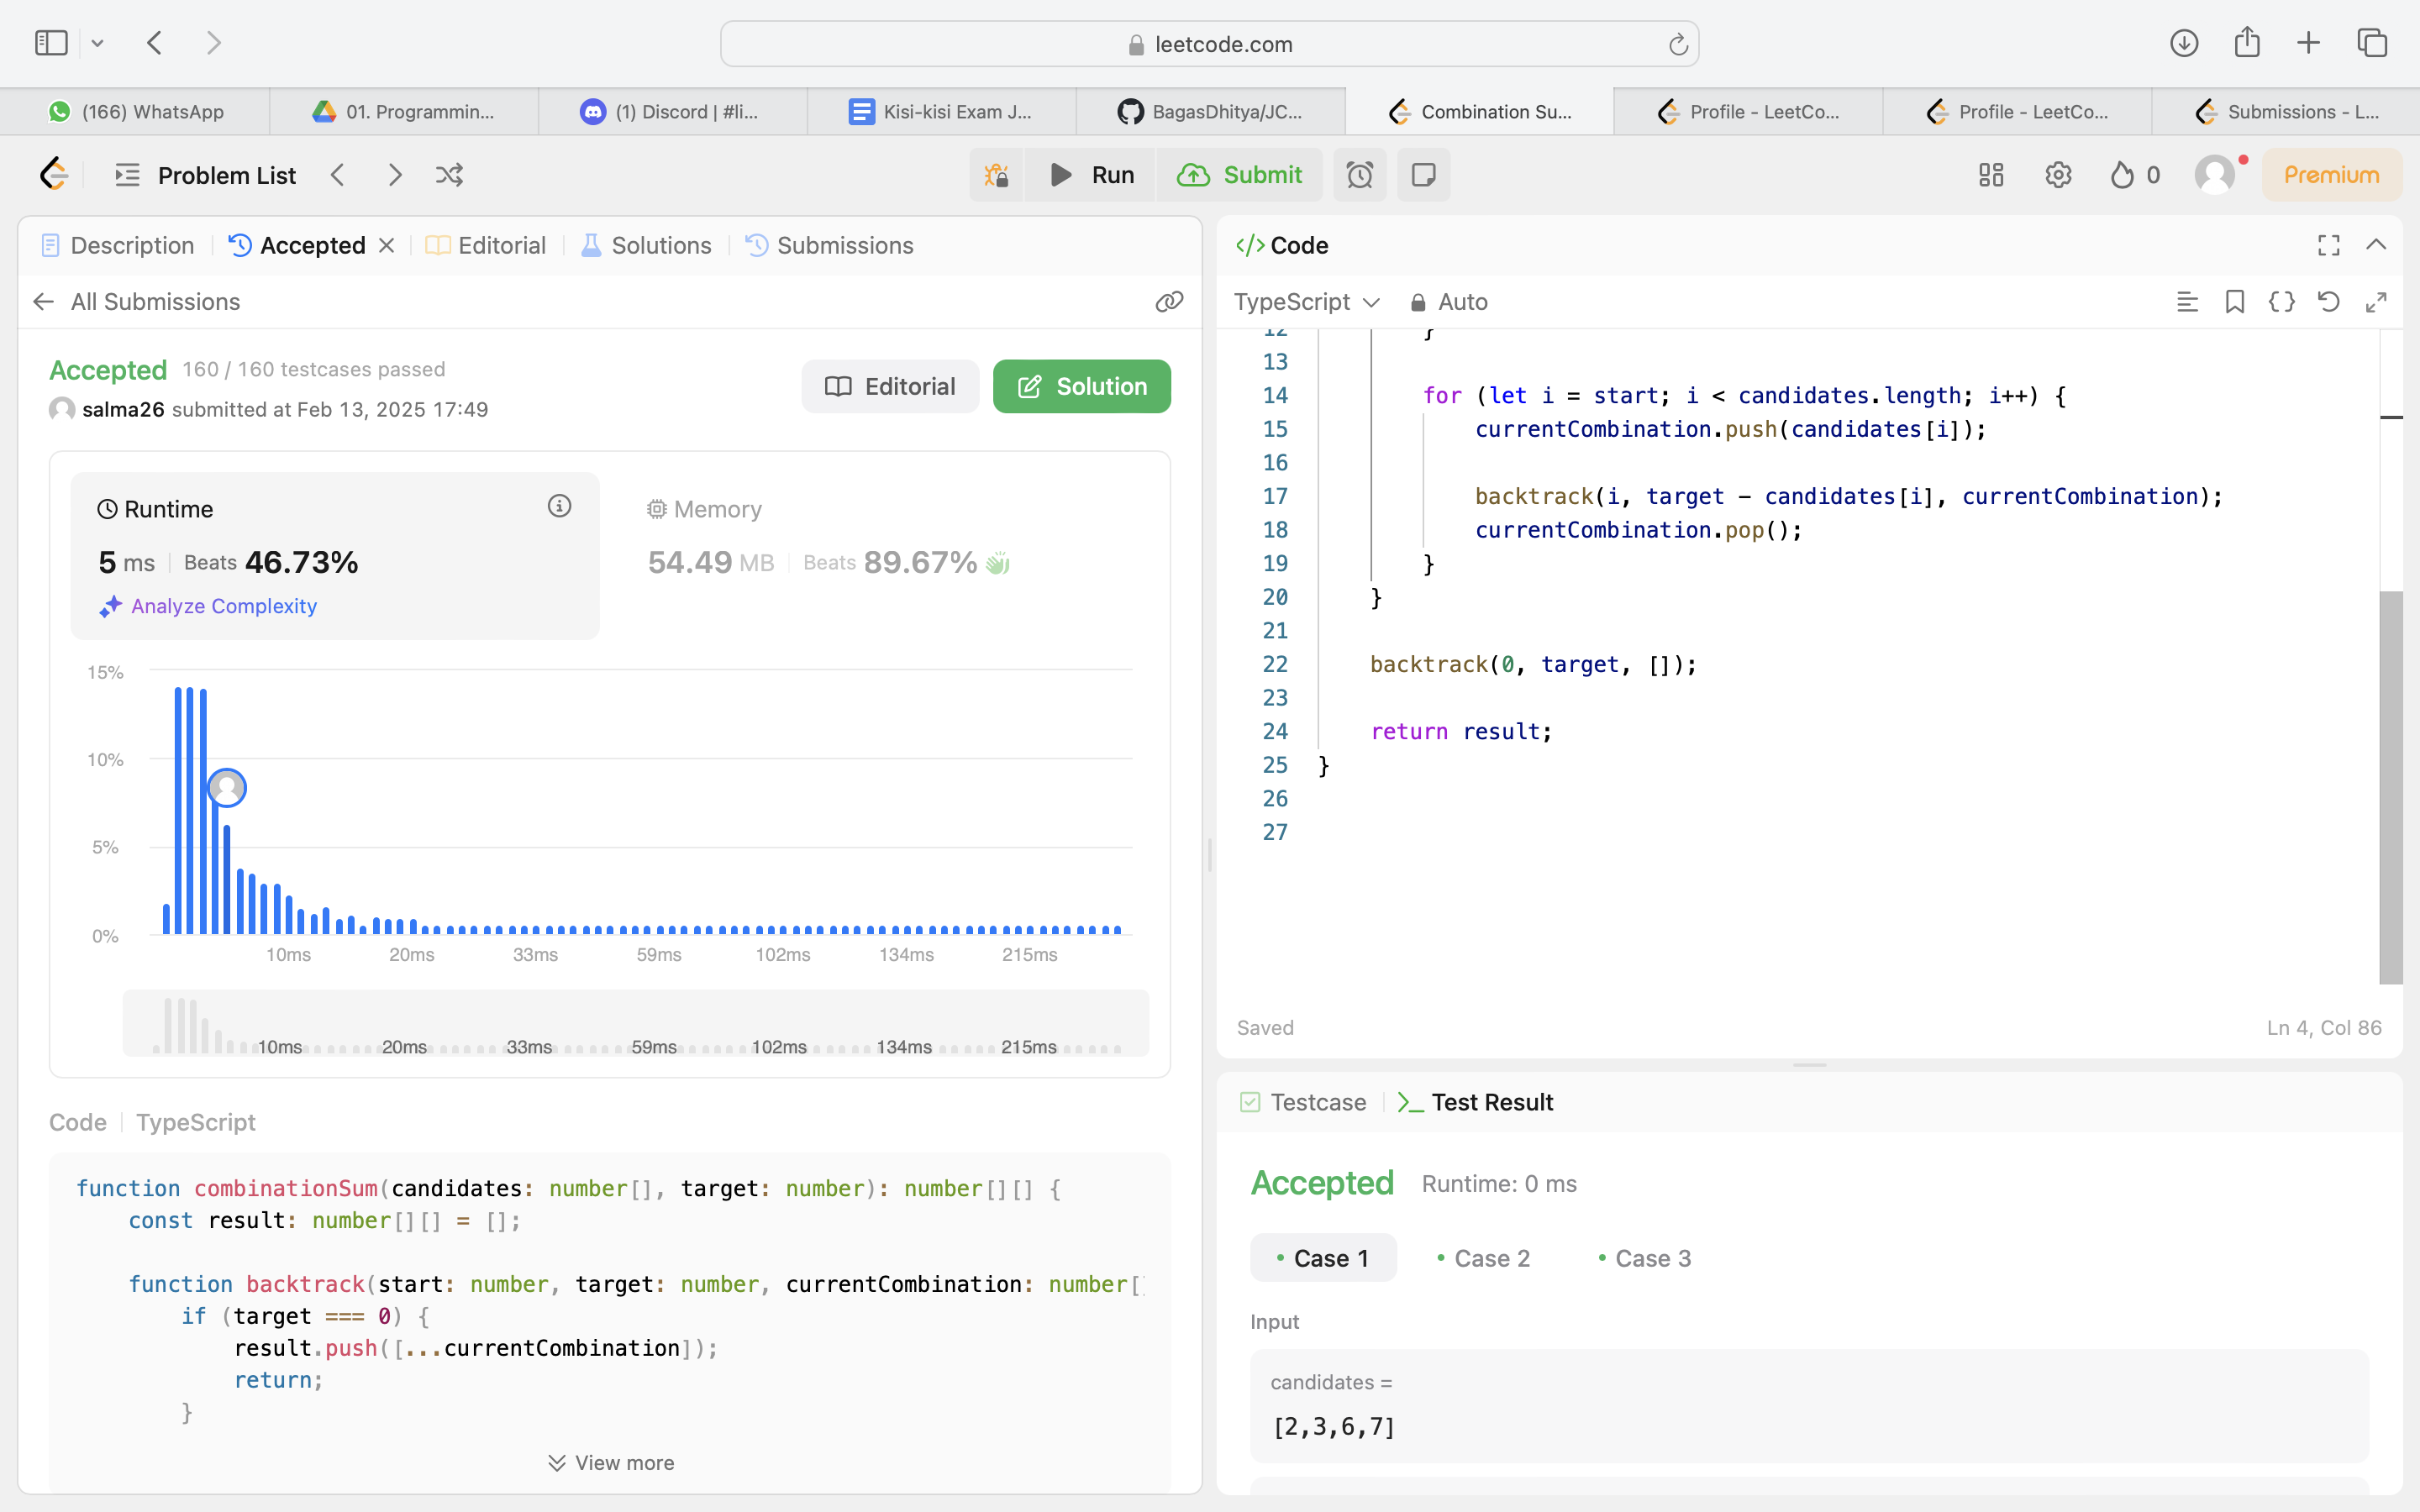 leetcode.com
(166) WhatsApp
01. Programmin...
(1) Discord | #li...
Kisi-kisi Exam J...
BagasDhitya/JC...
Combination Su...
Profile - LeetCo...
Profile - LeetCo...
Submissions - L...
Problem List
Run
Submit
0
Premium
Description
Accepted
Editorial
Solutions
Submissions
All Submissions
Accepted 160 / 160 testcases passed
salma26 submitted at Feb 13, 2025 17:49
Editorial
Solution
Runtime
5 ms | Beats 46.73%
Analyze Complexity
Memory
54.49 MB | Beats 89.67%
15%
10%
5%
0%
10ms 20ms 33ms 59ms 102ms 134ms 215ms
10ms 20ms 33ms 59ms 102ms 134ms 215ms
Code | TypeScript
function combinationSum(candidates: number[], target: number): number[][] {
const result: number[][] = [];
function backtrack(start: number, target: number, currentCombination: number[
if (target === 0) {
result.push([...currentCombination]);
return;
}
View more
</> Code
TypeScript
Auto
12 }
13
14 for (let i = start; i < candidates.length; i++) {
15 currentCombination.push(candidates[i]);
16
17 backtrack(i, target - candidates[i], currentCombination);
18 currentCombination.pop();
19 }
20 }
21
22 backtrack(0, target, []);
23
24 return result;
25 }
26
27
Saved
Ln 4, Col 86
Testcase
Test Result
Accepted Runtime: 0 ms
• Case 1 • Case 2 • Case 3
Input
candidates =
[2,3,6,7]